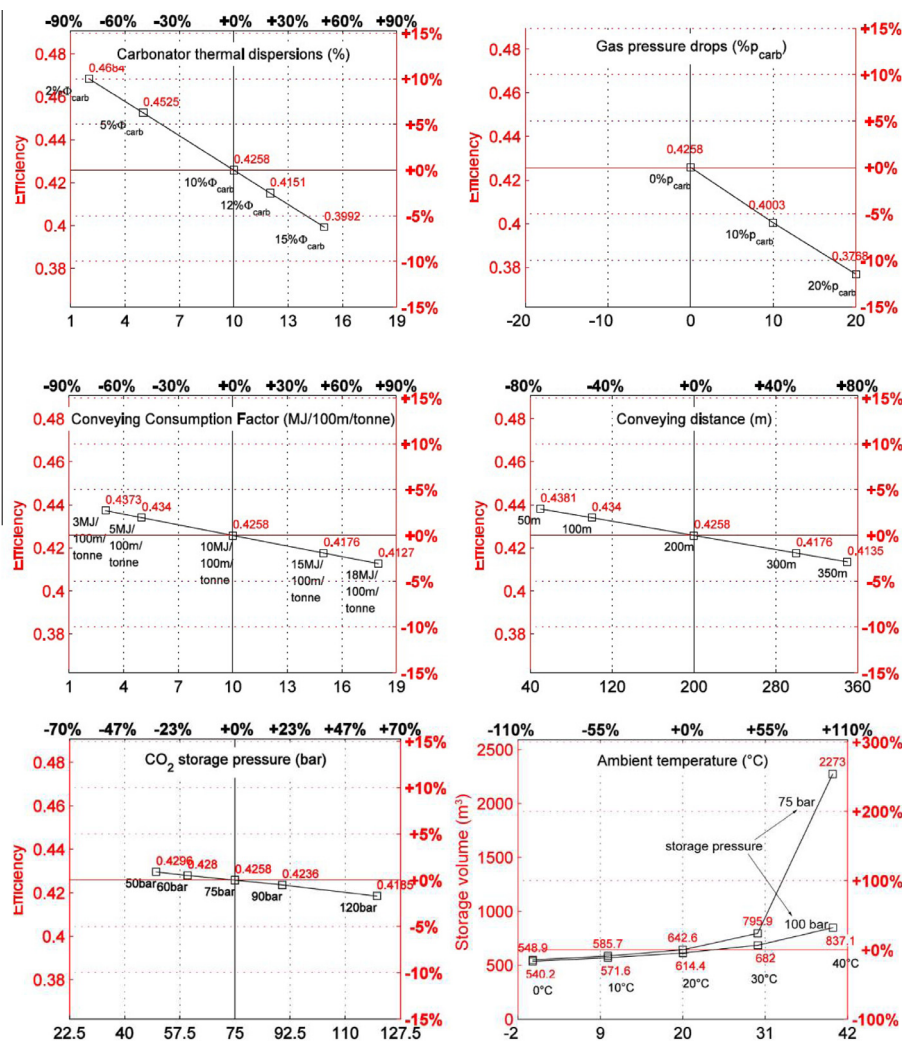 -90% -60% -30% +0% +30% +60% +90%
Carbonator thermal dispersions (%)
+15%
+10%
+5%
+0%
-5%
-10%
-15%
0.48
0.46
0.44
0.42
0.4
0.38
Efficiency
0.4684
0.4525
0.4258
0.4151
0.3992
2%Φcarb
5%Φcarb
10%Φcarb
12%Φcarb
15%Φcarb
1 4 7 10 13 16 19
Gas pressure drops (%pcarb)
+15%
+10%
+5%
+0%
-5%
-10%
-15%
0.48
0.46
0.44
0.42
0.4
0.38
Efficiency
0.4258
0.4003
0.3768
0%pcarb
10%pcarb
20%pcarb
-20 -10 0 10 20
-90% -60% -30% +0% +30% +60% +90%
Conveying Consumption Factor (MJ/100m/tonne)
+15%
+10%
+5%
+0%
-5%
-10%
-15%
0.48
0.46
0.44
0.42
0.4
0.38
Efficiency
0.4373
0.434
0.4258
0.4176
0.4127
3MJ/
100m/
tonne
5MJ/
100m/
tonne
10MJ/
100m/
tonne
15MJ/
100m/
tonne
18MJ/
100m/
tonne
1 4 7 10 13 16 19
-80% -40% +0% +40% +80%
Conveying distance (m)
+15%
+10%
+5%
+0%
-5%
-10%
-15%
0.48
0.46
0.44
0.42
0.4
0.38
Efficiency
0.4381
0.434
0.4258
0.4176
0.4135
50m
100m
200m
300m
350m
40 120 200 280 360
-70% -47% -23% +0% +23% +47% +70%
CO2 storage pressure (bar)
+15%
+10%
+5%
+0%
-5%
-10%
-15%
0.48
0.46
0.44
0.42
0.4
0.38
Efficiency
0.4296
0.428
0.4258
0.4236
0.4185
50bar
60bar
75bar
90bar
120bar
22.5 40 57.5 75 92.5 110 127.5
-110% -55% +0% +55% +110%
Ambient temperature (°C)
+300%
+200%
+100%
+0%
-100%
2500
2200
1700
1000
500
0
Storage volume (m3)
2273
75 bar
storage pressure
100 bar
548.9
585.7
642.6
795.9
837.1
540.2
571.6
614.4
682
0°C
10°C
20°C
30°C
40°C
-2 9 20 31 42